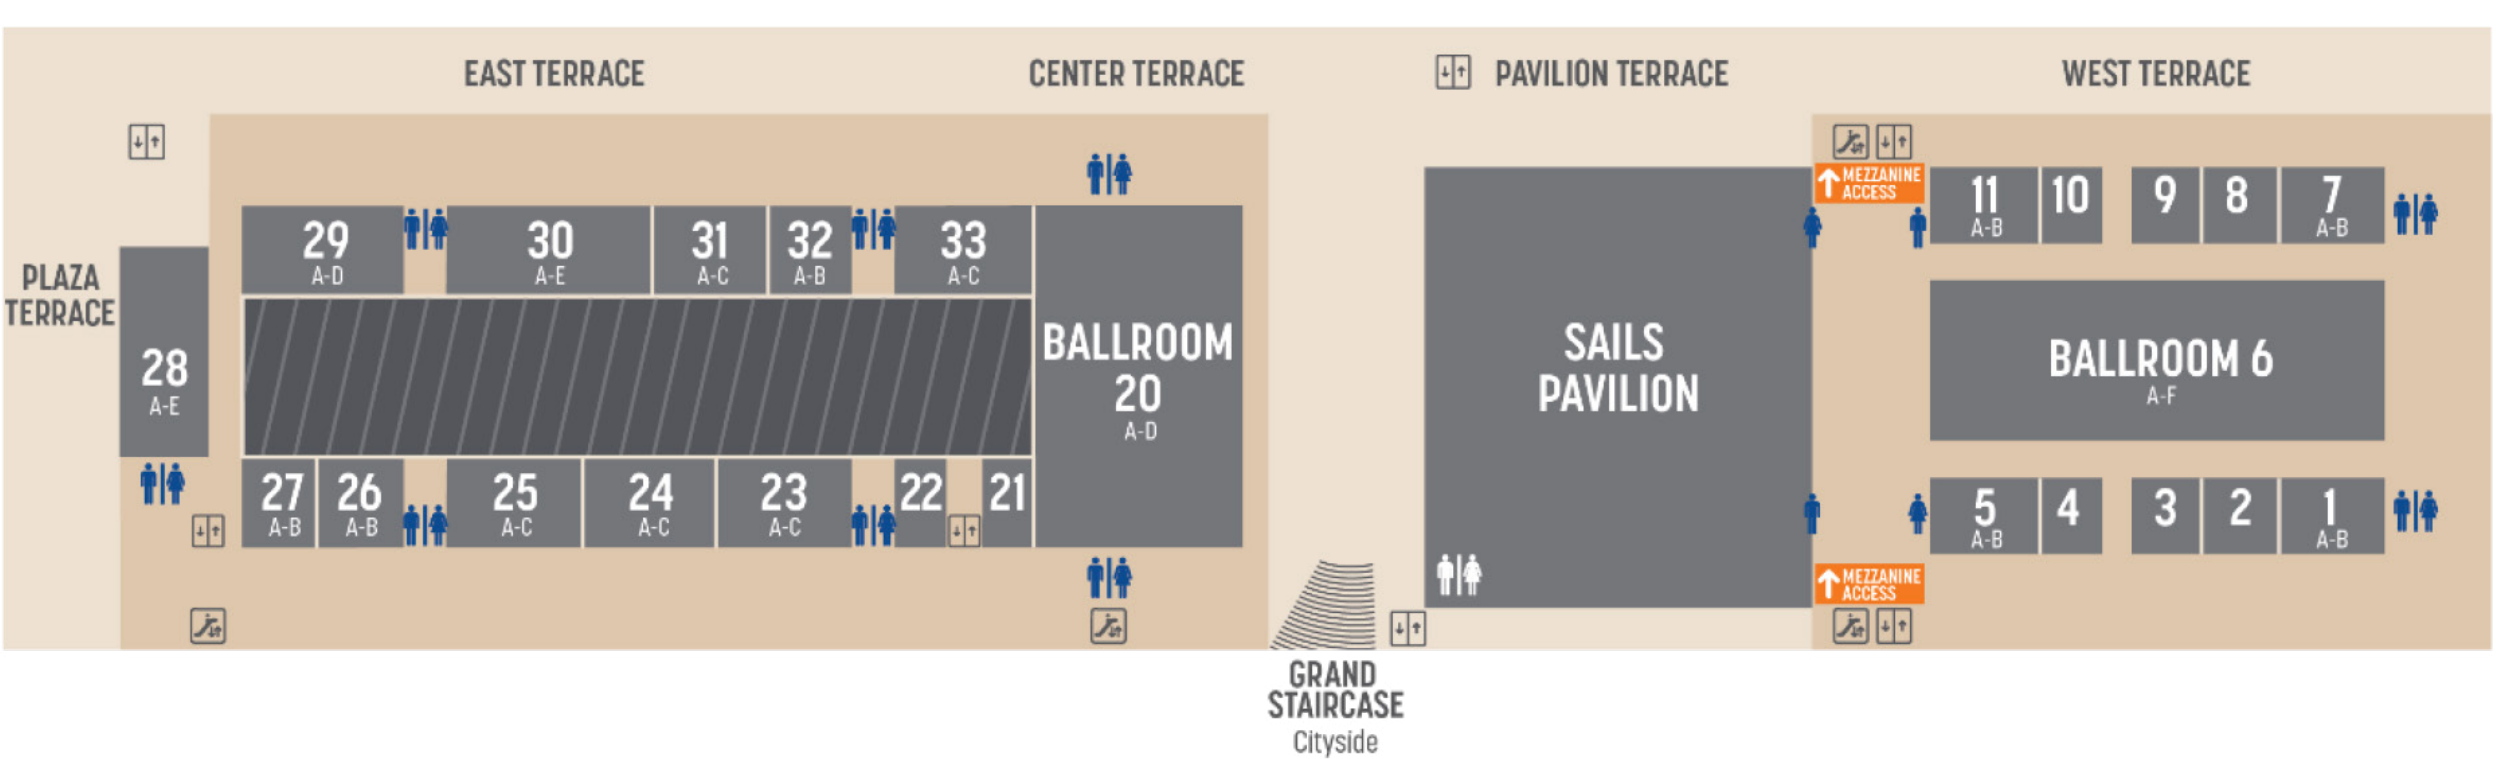 EAST TERRACE
CENTER TERRACE
PAVILION TERRACE
WEST TERRACE
MEZZANINE
ACCESS
11
A-B
10
9
8
7
A-B
29
A-D
30
A-E
31
A-C
32
A-B
33
A-C
PLAZA
TERRACE
28
A-E
BALLROOM
20
A-D
SAILS
PAVILION
BALLROOM 6
A-F
27
A-B
26
A-B
25
A-C
24
A-C
23
A-C
22
21
5
A-B
4
3
2
1
A-B
MEZZANINE
ACCESS
GRAND
STAIRCASE
Cityside